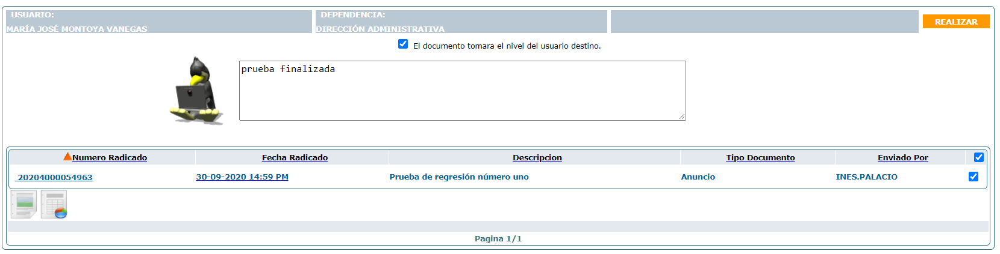 USUARIO: DEPENDENCIA:
MARÍA JOSÉ MONTOYA VANEGAS DIRECCIÓN ADMINISTRATIVA REALIZAR
El documento tomara el nivel del usuario destino.
prueba finalizada
Numero Radicado Fecha Radicado Descripcion Tipo Documento Enviado Por
20204000054963 30-09-2020 14:59 PM Prueba de regresión número uno Anuncio INES.PALACIO
Pagina 1/1